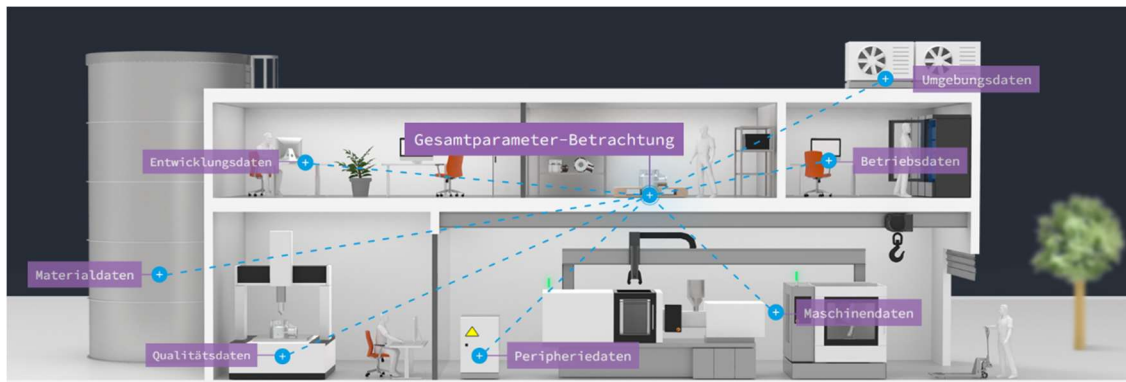 Umgebungsdaten
Gesamtparameter-Betrachtung
Entwicklungsdaten
Betriebsdaten
Materialdaten
Maschinendaten
Qualitätsdaten
Peripheriedaten